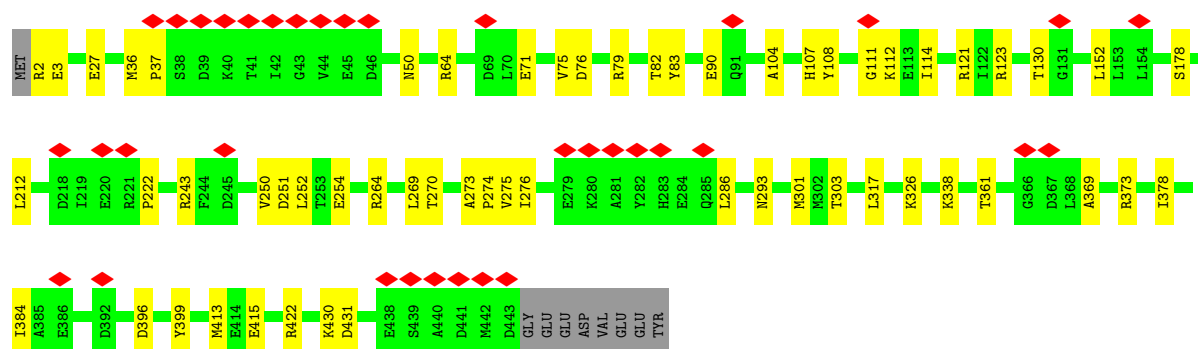 MET R2 E3 E27 M36 P37 S38 D39 K40 T41 I42 G43 V44 E45 D46 N50 R64 D69 L70 E71 V75 D76 R79 T82 Y83 E90 Q91 A104 H107 Y108 G111 K112 E113 I114 R121 I122 R123 T130 G131 L152 L153 L154 S178
L212 D218 I219 E220 R221 P222 R243 F244 D245 V250 D251 L252 T253 E254 R264 L269 T270 A273 P274 V275 I276 E279 K280 A281 Y282 H283 E284 Q285 L286 N293 M301 M302 T303 L317 K326 K338 T361 G366 D367 L368 A369 R373 I378
I384 A385 E386 D392 D396 Y399 M413 E414 E415 R422 K430 D431 E438 S439 A440 D441 M442 D443 GLY GLU GLU ASP VAL GLU GLU TYR